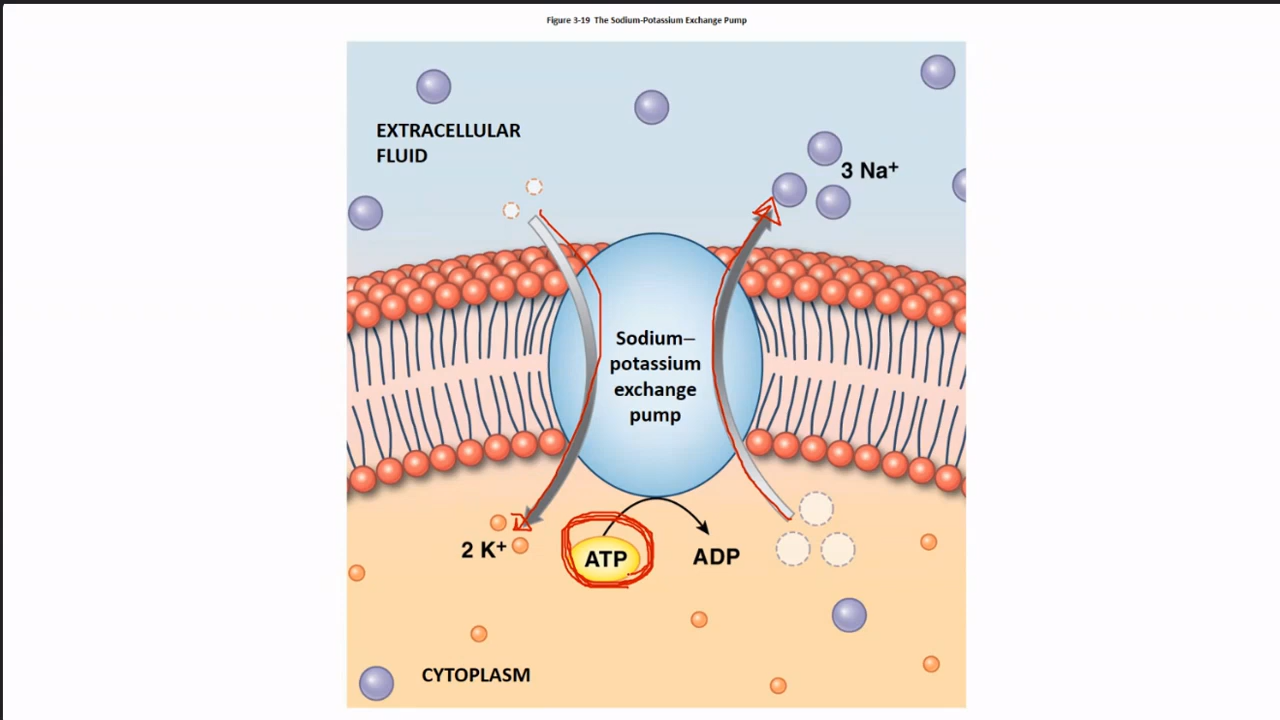 Figure 3-19 The Sodium-Potassium Exchange Pump
EXTRACELLULAR
FLUID
3 Na⁺
Sodium–
potassium
exchange
pump
2 K⁺
ATP
ADP
CYTOPLASM